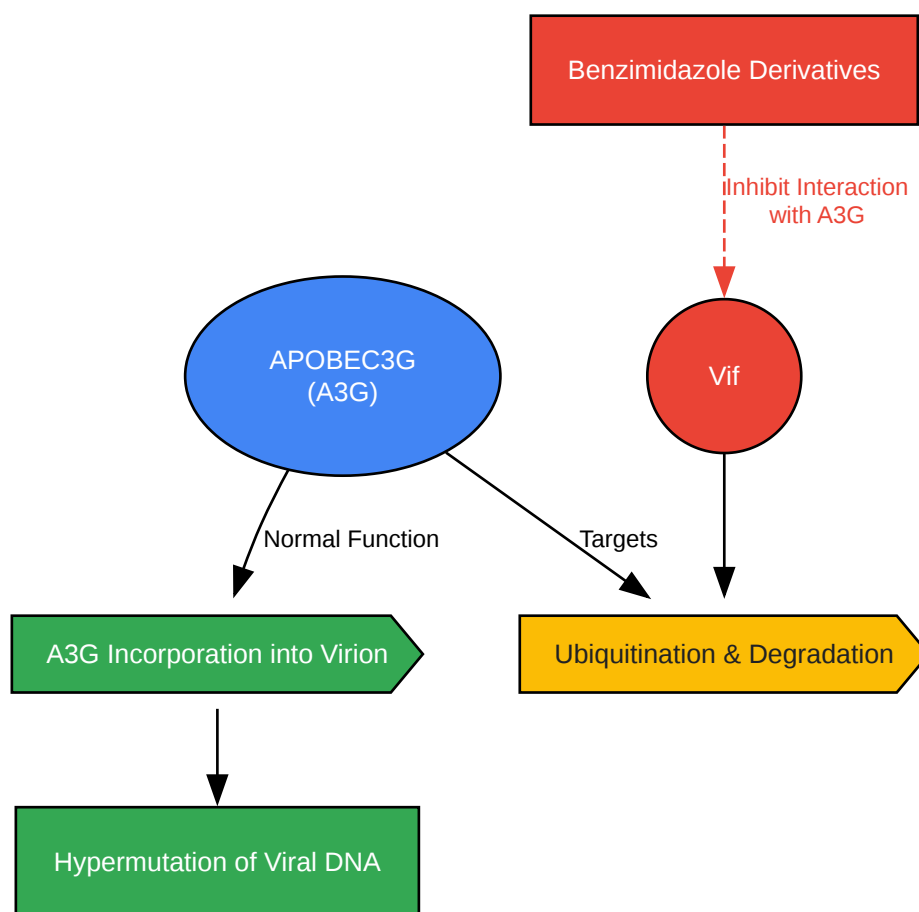 Benzimidazole Derivatives
Inhibit Interaction
with A3G
APOBEC3G
(A3G)
Vif
Normal Function
Targets
A3G Incorporation into Virion
Ubiquitination & Degradation
Hypermutation of Viral DNA